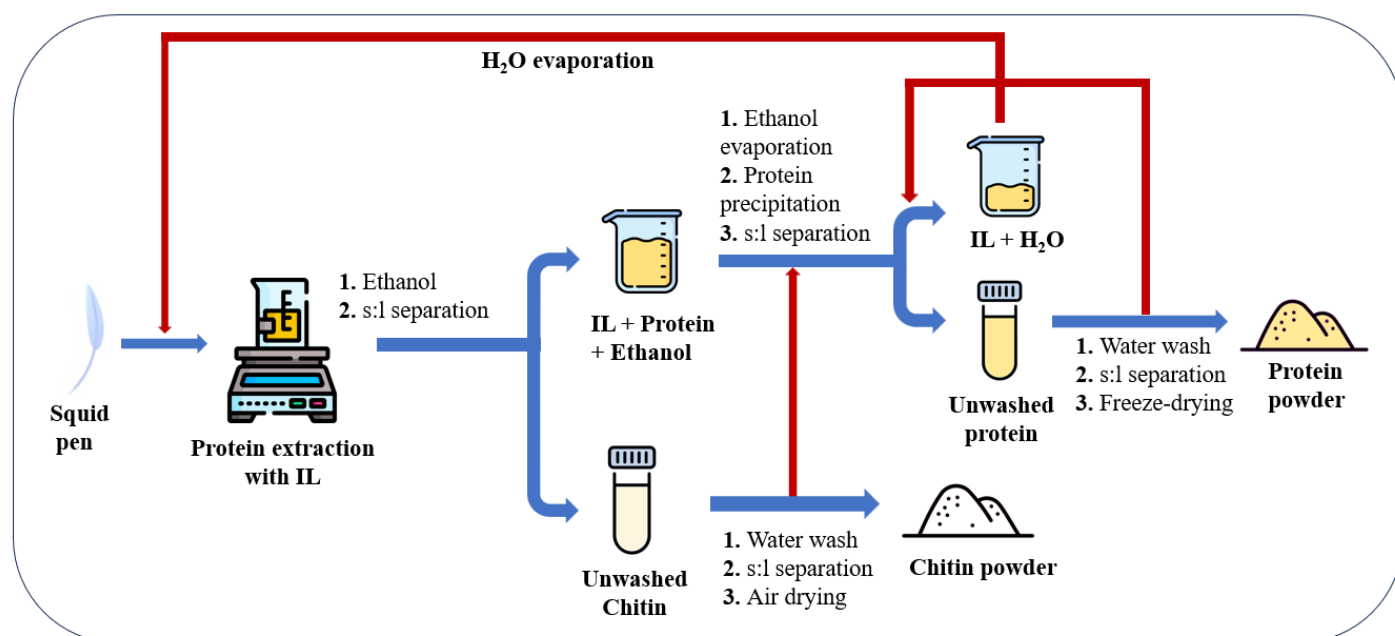 H₂O evaporation
1. Ethanol
evaporation
2. Protein
precipitation
3. s:l separation
IL + H₂O
1. Ethanol
2. s:l separation
IL + Protein
+ Ethanol
Squid
pen
Protein extraction
with IL
Unwashed
protein
1. Water wash
2. s:l separation
3. Freeze-drying
Protein
powder
Unwashed
Chitin
1. Water wash
2. s:l separation
3. Air drying
Chitin powder